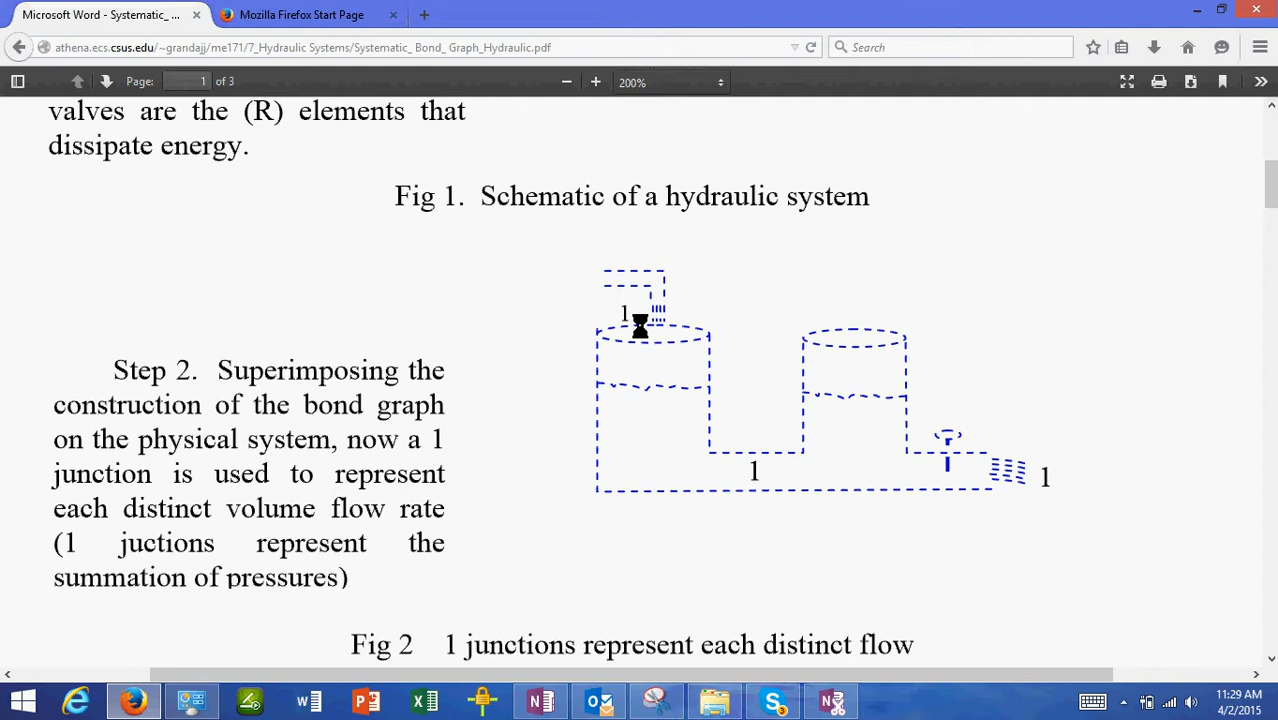 Microsoft Word - Systematic_ ...
Mozilla Firefox Start Page
athena.ecs.csus.edu/~grandajj/me171/7_Hydraulic Systems/Systematic_ Bond_ Graph_Hydraulic.pdf
Search
Page: 1 of 3
200%
valves are the (R) elements that
dissipate energy.
Fig 1. Schematic of a hydraulic system
1
Step 2. Superimposing the
construction of the bond graph
on the physical system, now a 1
junction is used to represent
each distinct volume flow rate
(1 juctions represent the
summation of pressures)
1
1
Fig 2 1 junctions represent each distinct flow
11:29 AM
4/2/2015